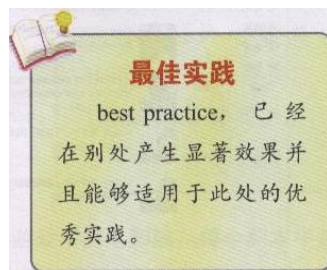 最佳实践
best practice， 已经
在别处产生显著效果并
且能够适用于此处的优
秀实践。